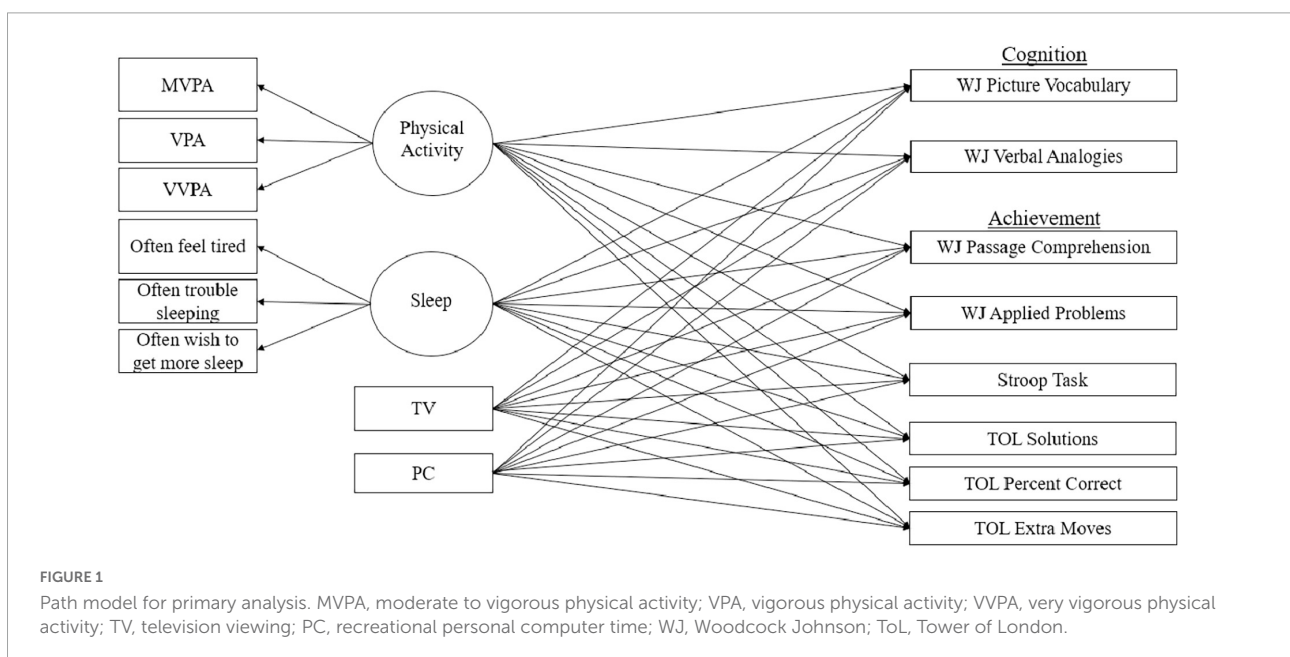 Cognition
MVPA
WJ Picture Vocabulary
Physical
Activity
VPA
WJ Verbal Analogies
VVPA
Achievement
Often feel tired
WJ Passage Comprehension
Often trouble
sleeping
Sleep
WJ Applied Problems
Often wish to
get more sleep
Stroop Task
TV
TOL Solutions
PC
TOL Percent Correct
TOL Extra Moves
FIGURE 1
Path model for primary analysis. MVPA, moderate to vigorous physical activity; VPA, vigorous physical activity; VVPA, very vigorous physical
activity; TV, television viewing; PC, recreational personal computer time; WJ, Woodcock Johnson; ToL, Tower of London.